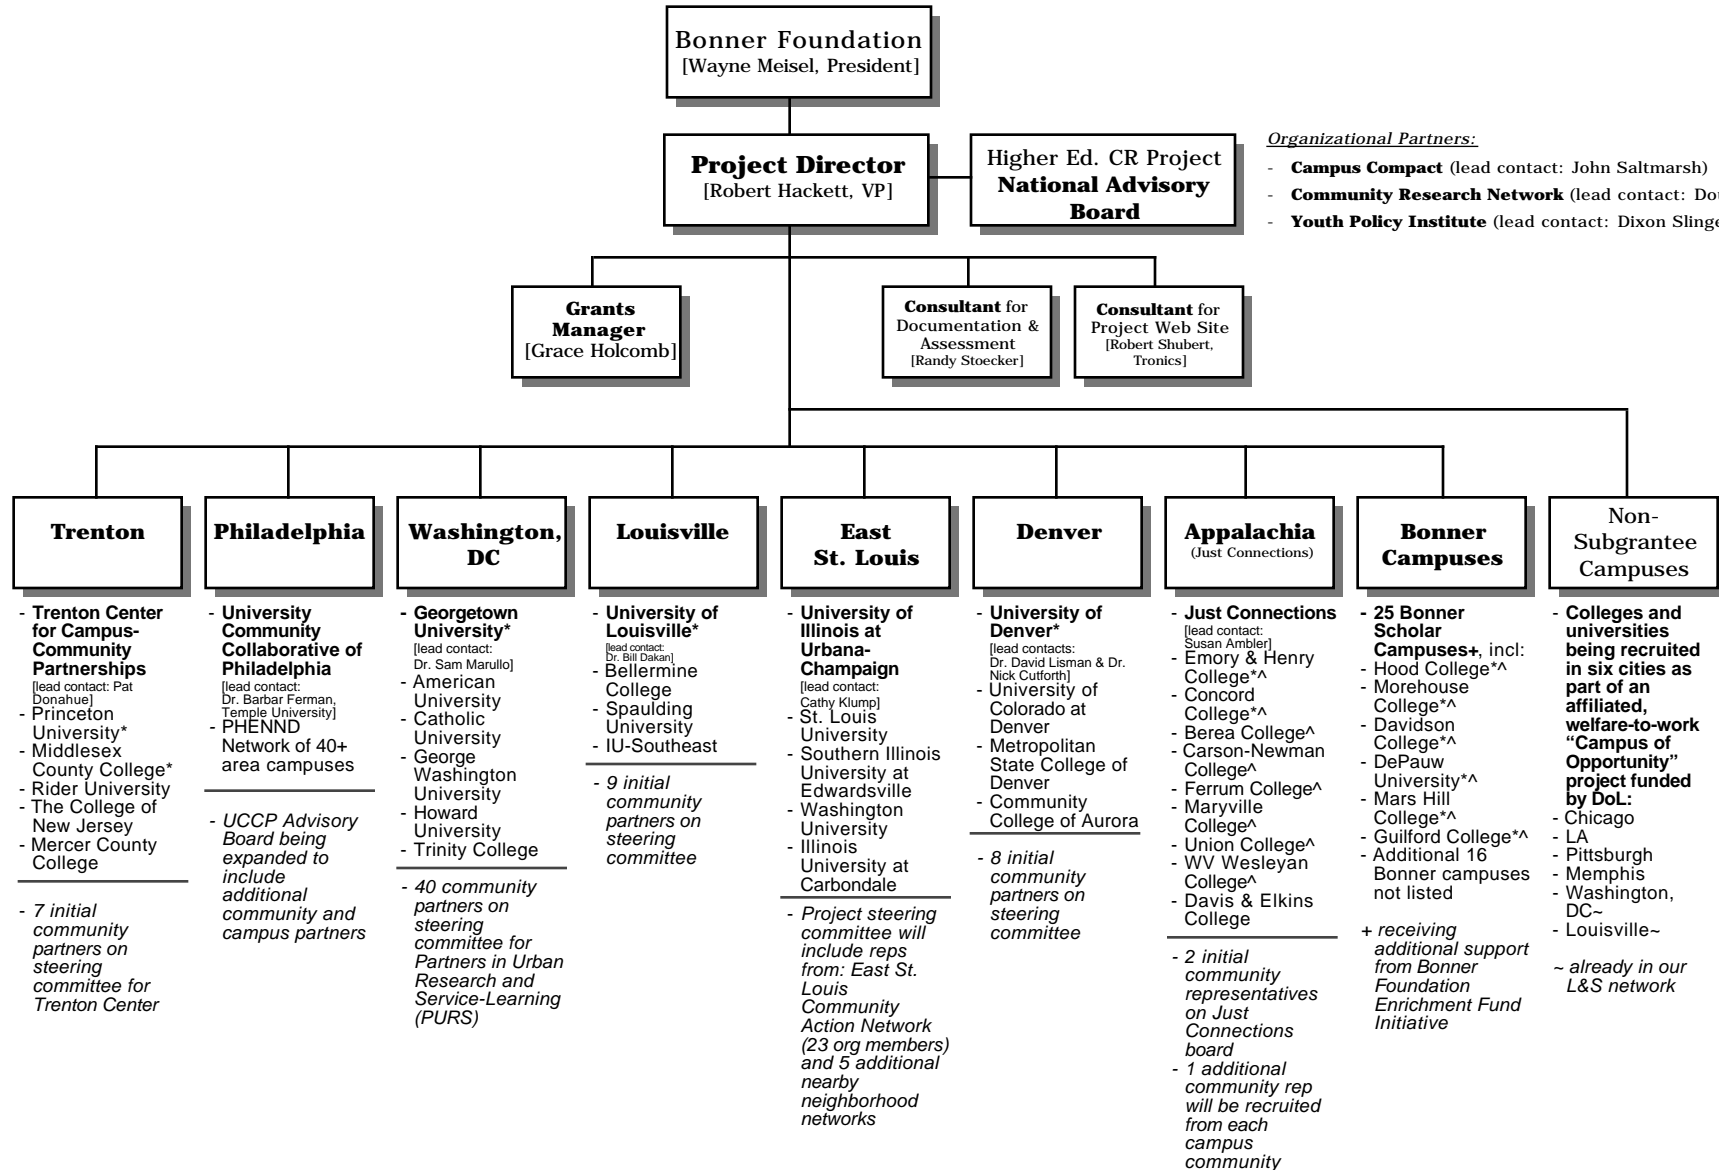 Bonner Foundation
[Wayne Meisel, President]
Project Director
[Robert Hackett, VP]
Higher Ed. CR Project
National Advisory
Board
Organizational Partners:
- Campus Compact (lead contact: John Saltmarsh)
- Community Research Network (lead contact:
- Youth Policy Institute (lead contact: Dixon
Grants
Manager
[Grace Holcomb]
Consultant for
Documentation &
Assessment
[Randy Stoecker]
Consultant for
Project Web Site
[Robert Shubert,
Tronics]
Trenton
- Trenton Center
for Campus-
Community
Partnerships
[lead contact: Pat
Donahue]
- Princeton
University*
- Middlesex
County College*
- Rider University
- The College of
New Jersey
- Mercer County
College
- 7 initial
community
partners on
steering
committee for
Trenton Center
Philadelphia
- University
Community
Collaborative of
Philadelphia
[lead contact:
Dr. Barbar Ferman,
Temple University]
- PHENND
Network of 40+
area campuses
- UCCP Advisory
Board being
expanded to
include
additional
community and
campus partners
Washington,
DC
- Georgetown
University*
[lead contact:
Dr. Sam Marullo]
- American
University
- Catholic
University
- George
Washington
University
- Howard
University
- Trinity College
- 40 community
partners on
steering
committee for
Partners in Urban
Research and
Service-Learning
(PURS)
Louisville
- University of
Louisville*
[lead contact:
Dr. Bill Dakan]
- Bellermine
College
- Spaulding
University
- IU-Southeast
- 9 initial
community
partners on
steering
committee
East
St. Louis
- University of
Illinois at
Urbana-
Champaign
[lead contact:
Cathy Klump]
- St. Louis
University
- Southern Illinois
University at
Edwardsville
- Washington
University
- Illinois
University at
Carbondale
- Project steering
committee will
include reps
from: East St.
Louis
Community
Action Network
(23 org members)
and 5 additional
nearby
neighborhood
networks
Denver
- University of
Denver*
[lead contacts:
Dr. David Lisman & Dr.
Nick Cutforth]
- University of
Colorado at
Denver
- Metropolitan
State College of
Denver
- Community
College of Aurora
- 8 initial
community
partners on
steering
committee
Appalachia
(Just Connections)
- Just Connections
[lead contact:
Susan Ambler]
- Emory & Henry
College*^
- Concord
College*^
- Berea College^
- Carson-Newman
College^
- Ferrum College^
- Maryville
College^
- Union College^
- WV Wesleyan
College^
- Davis & Elkins
College
- 2 initial
community
representatives
on Just
Connections
board
- 1 additional
community rep
will be recruited
from each
campus
community
Bonner
Campuses
- 25 Bonner
Scholar
Campuses+, incl:
- Hood College*^
- Morehouse
College*^
- Davidson
College*^
- DePauw
University*^
- Mars Hill
College*^
- Guilford College*^
- Additional 16
Bonner campuses
not listed
+ receiving
additional support
from Bonner
Foundation
Enrichment Fund
Initiative
Non-
Subgrantee
Campuses
- Colleges and
universities
being recruited
in six cities as
part of an
affiliated,
welfare-to-work
“Campus of
Opportunity”
project funded
by DoL:
- Chicago
- LA
- Pittsburgh
- Memphis
- Washington,
DC~
- Louisville~
~ already in our
L&S network